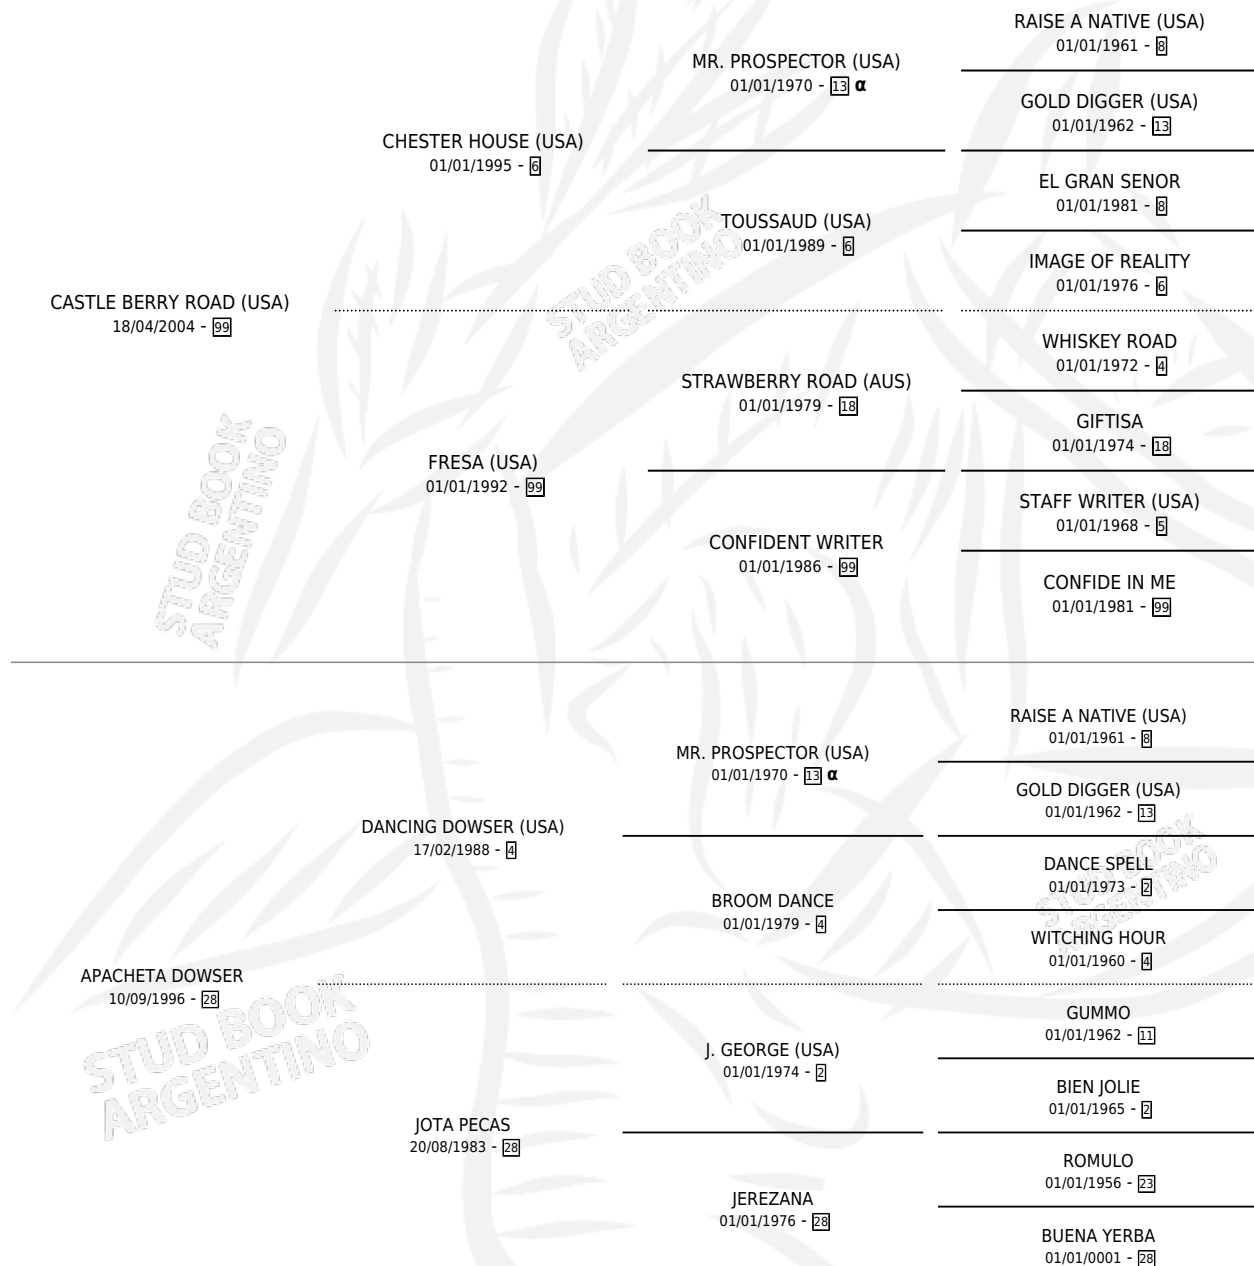 RAISE A NATIVE (USA)
01/01/1961 - 8
MR. PROSPECTOR (USA)
01/01/1970 - 13 α
GOLD DIGGER (USA)
01/01/1962 - 13
CHESTER HOUSE (USA)
01/01/1995 - 6
EL GRAN SENOR
01/01/1981 - 8
TOUSSAUD (USA)
01/01/1989 - 6
IMAGE OF REALITY
01/01/1976 - 6
CASTLE BERRY ROAD (USA)
18/04/2004 - 99
WHISKEY ROAD
01/01/1972 - 4
STRAWBERRY ROAD (AUS)
01/01/1979 - 18
GIFTISA
01/01/1974 - 18
FRESA (USA)
01/01/1992 - 99
STAFF WRITER (USA)
01/01/1968 - 5
CONFIDENT WRITER
01/01/1986 - 99
CONFIDE IN ME
01/01/1981 - 99
RAISE A NATIVE (USA)
01/01/1961 - 8
MR. PROSPECTOR (USA)
01/01/1970 - 13 α
GOLD DIGGER (USA)
01/01/1962 - 13
DANCING DOWSER (USA)
17/02/1988 - 4
DANCE SPELL
01/01/1973 - 2
BROOM DANCE
01/01/1979 - 4
WITCHING HOUR
01/01/1960 - 4
APACHETA DOWSER
10/09/1996 - 28
GUMMO
01/01/1962 - 11
J. GEORGE (USA)
01/01/1974 - 2
BIEN JOLIE
01/01/1965 - 2
JOTA PECAS
20/08/1983 - 28
ROMULO
01/01/1956 - 23
JEREZANA
01/01/1976 - 28
BUENA YERBA
01/01/0001 - 28
STUD BOOK
ARGENTINO
STUD BOOK
ARGENTINO
STUD BOOK
ARGENTINO
STUD BOOK
ARGENTINO